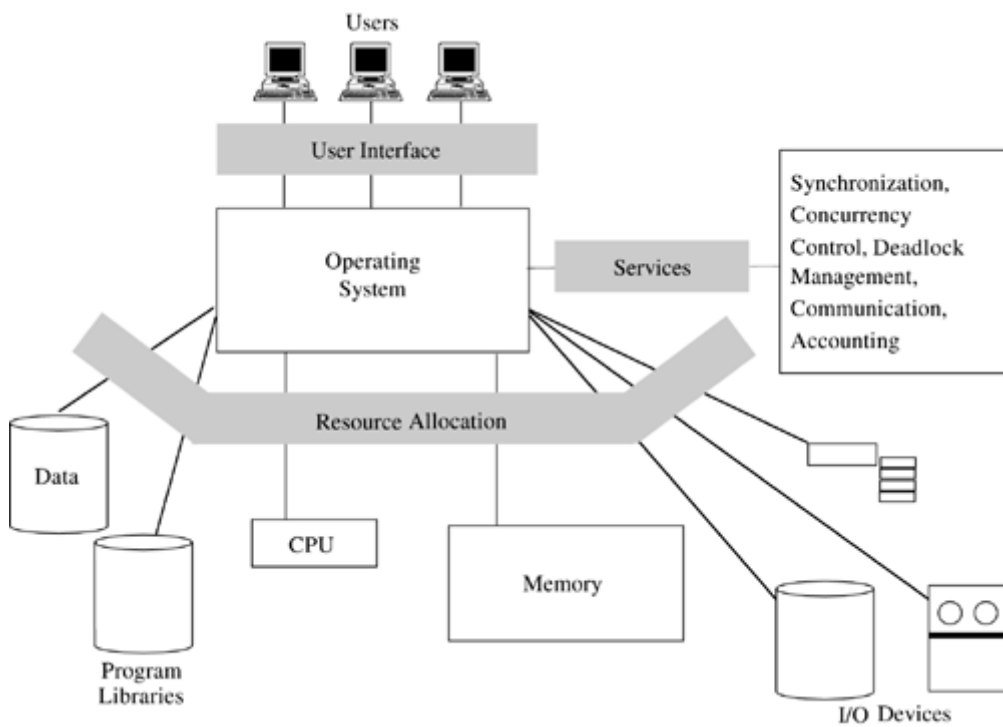 Users
User Interface
Operating
System
Services
Synchronization,
Concurrency
Control, Deadlock
Management,
Communication,
Accounting
Resource Allocation
Data
CPU
Memory
Program
Libraries
I/O Devices